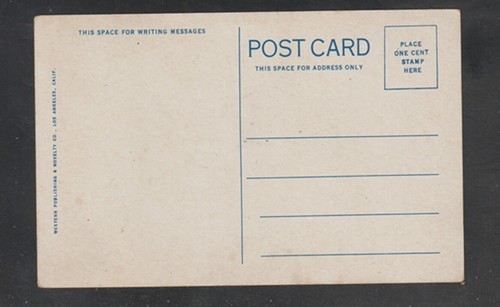 THIS SPACE FOR WRITING MESSAGES
POST CARD
THIS SPACE FOR ADDRESS ONLY
PLACE
ONE CENT
STAMP
HERE
WESTERN PUBLISHING & NOVELTY CO., LOS ANGELES, CALIF.